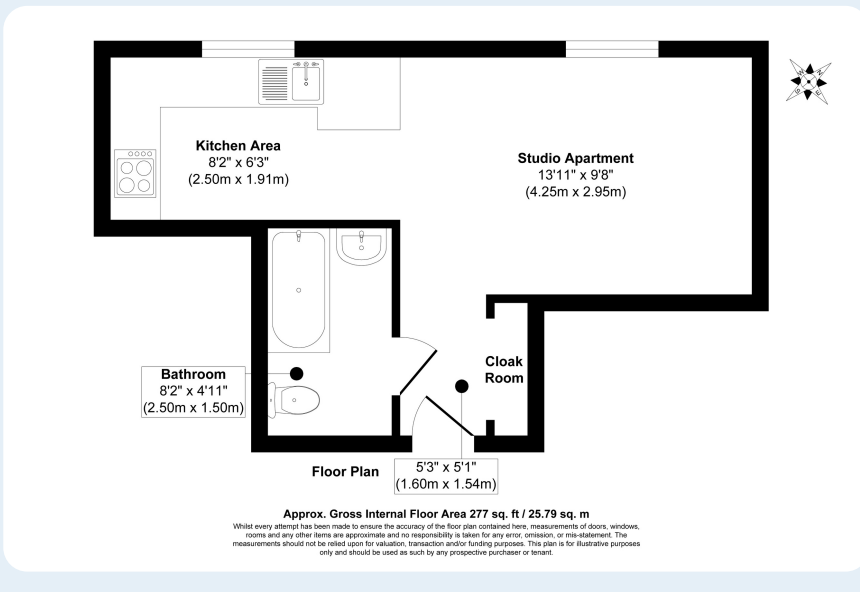 Kitchen Area
8'2" x 6'3"
(2.50m x 1.91m)
Studio Apartment
13'11" x 9'8"
(4.25m x 2.95m)
Cloak
Room
Bathroom
8'2" x 4'11"
(2.50m x 1.50m)
Floor Plan
5'3" x 5'1"
(1.60m x 1.54m)
Approx. Gross Internal Floor Area 277 sq. ft / 25.79 sq. m
Whilst every attempt has been made to ensure the accuracy of the floor plan contained here, measurements of doors, windows,
rooms and any other items are approximate and no responsibility is taken for any error, omission, or mis-statement. The
measurements should not be relied upon for valuation, transaction and/or funding purposes. This plan is for illustrative purposes
only and should be used as such by any prospective purchaser or tenant.